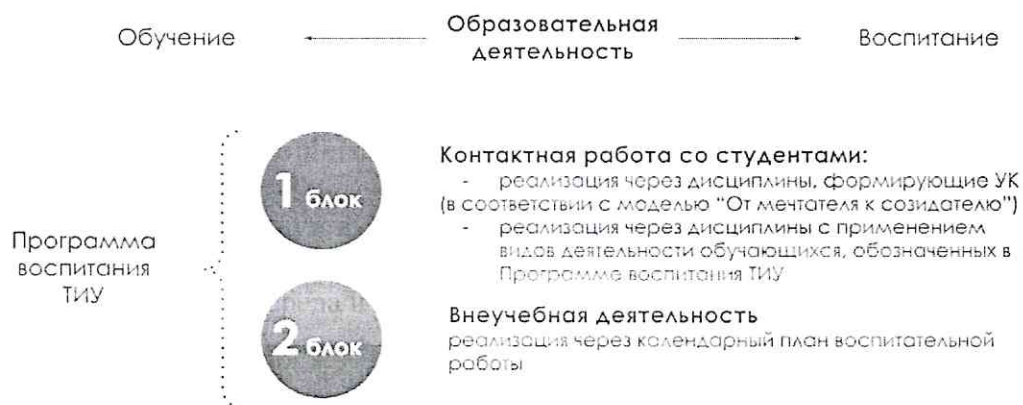 Обучение
Образовательная
деятельность
Воспитание
Программа
воспитания
ТИУ
1 блок
Контактная работа со студентами:
- реализация через дисциплины, формирующие УК
(в соответствии с моделью "От мечтателя к созидателю")
- реализация через дисциплины с применением
видов деятельности обучающихся, обозначенных в
Программе воспитания ТИУ
2 блок
Внеучебная деятельность
реализация через календарный план воспитательной
работы